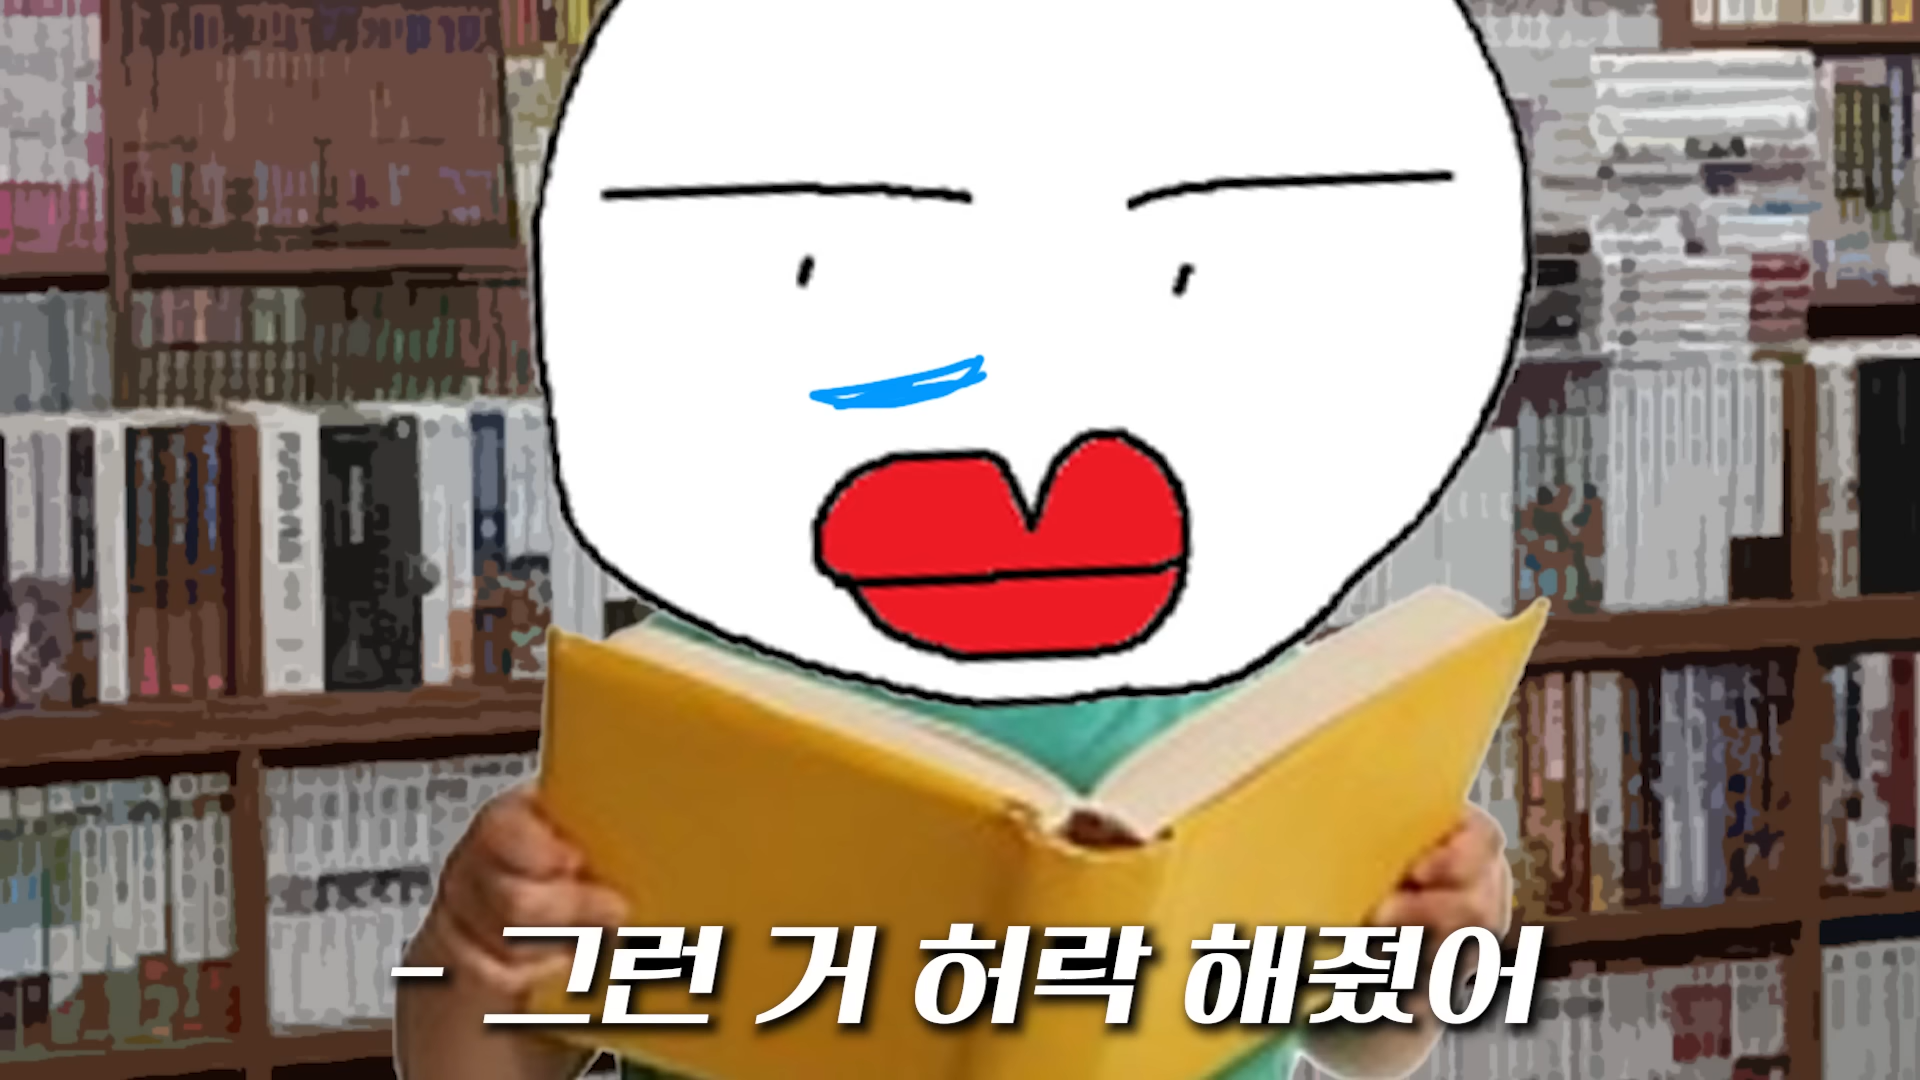 - 그런 거 허락 해줬어